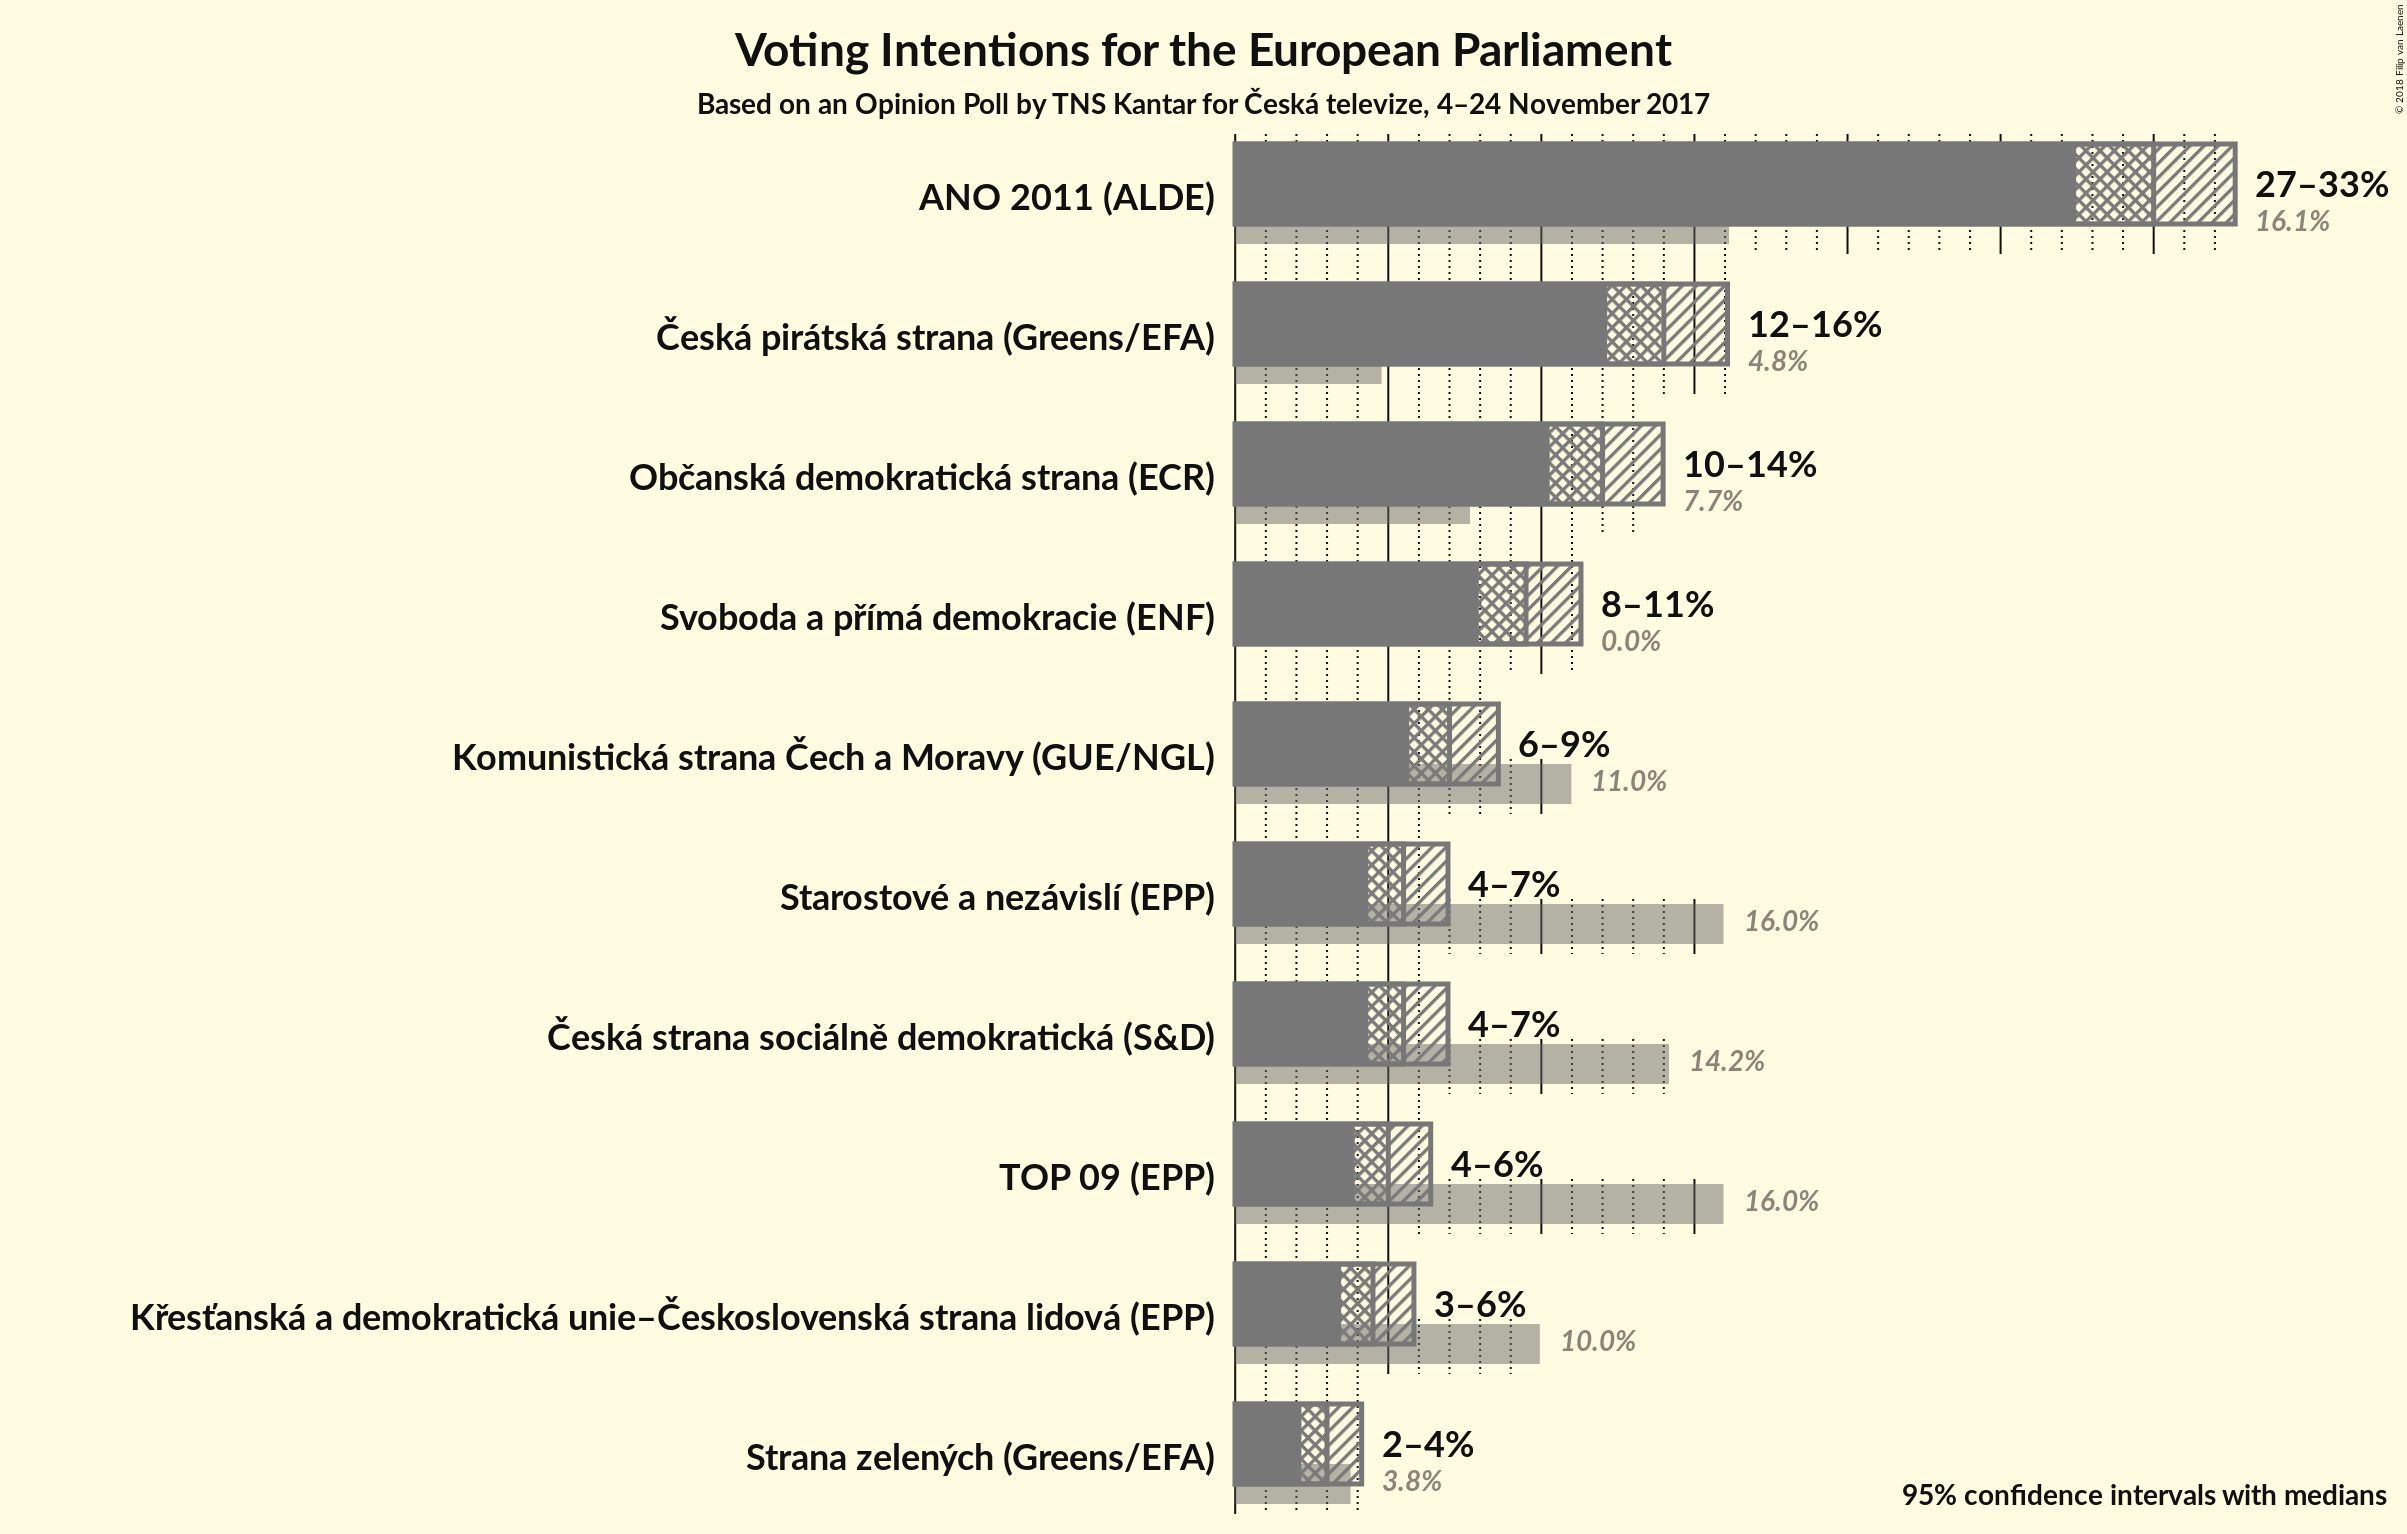 Voting Intentions for the European Parliament
Based on an Opinion Poll by TNS Kantar for Česká televize, 4–24 November 2017
© 2018 Filip van Laenen
ANO 2011 (ALDE)
27–33%
16.1%
Česká pirátská strana (Greens/EFA)
12–16%
4.8%
Občanská demokratická strana (ECR)
10–14%
7.7%
Svoboda a přímá demokracie (ENF)
8–11%
0.0%
Komunistická strana Čech a Moravy (GUE/NGL)
6–9%
11.0%
Starostové a nezávislí (EPP)
4–7%
16.0%
Česká strana sociálně demokratická (S&D)
4–7%
14.2%
TOP 09 (EPP)
4–6%
16.0%
Křesťanská a demokratická unie–Československá strana lidová (EPP)
3–6%
10.0%
Strana zelených (Greens/EFA)
2–4%
3.8%
95% confidence intervals with medians